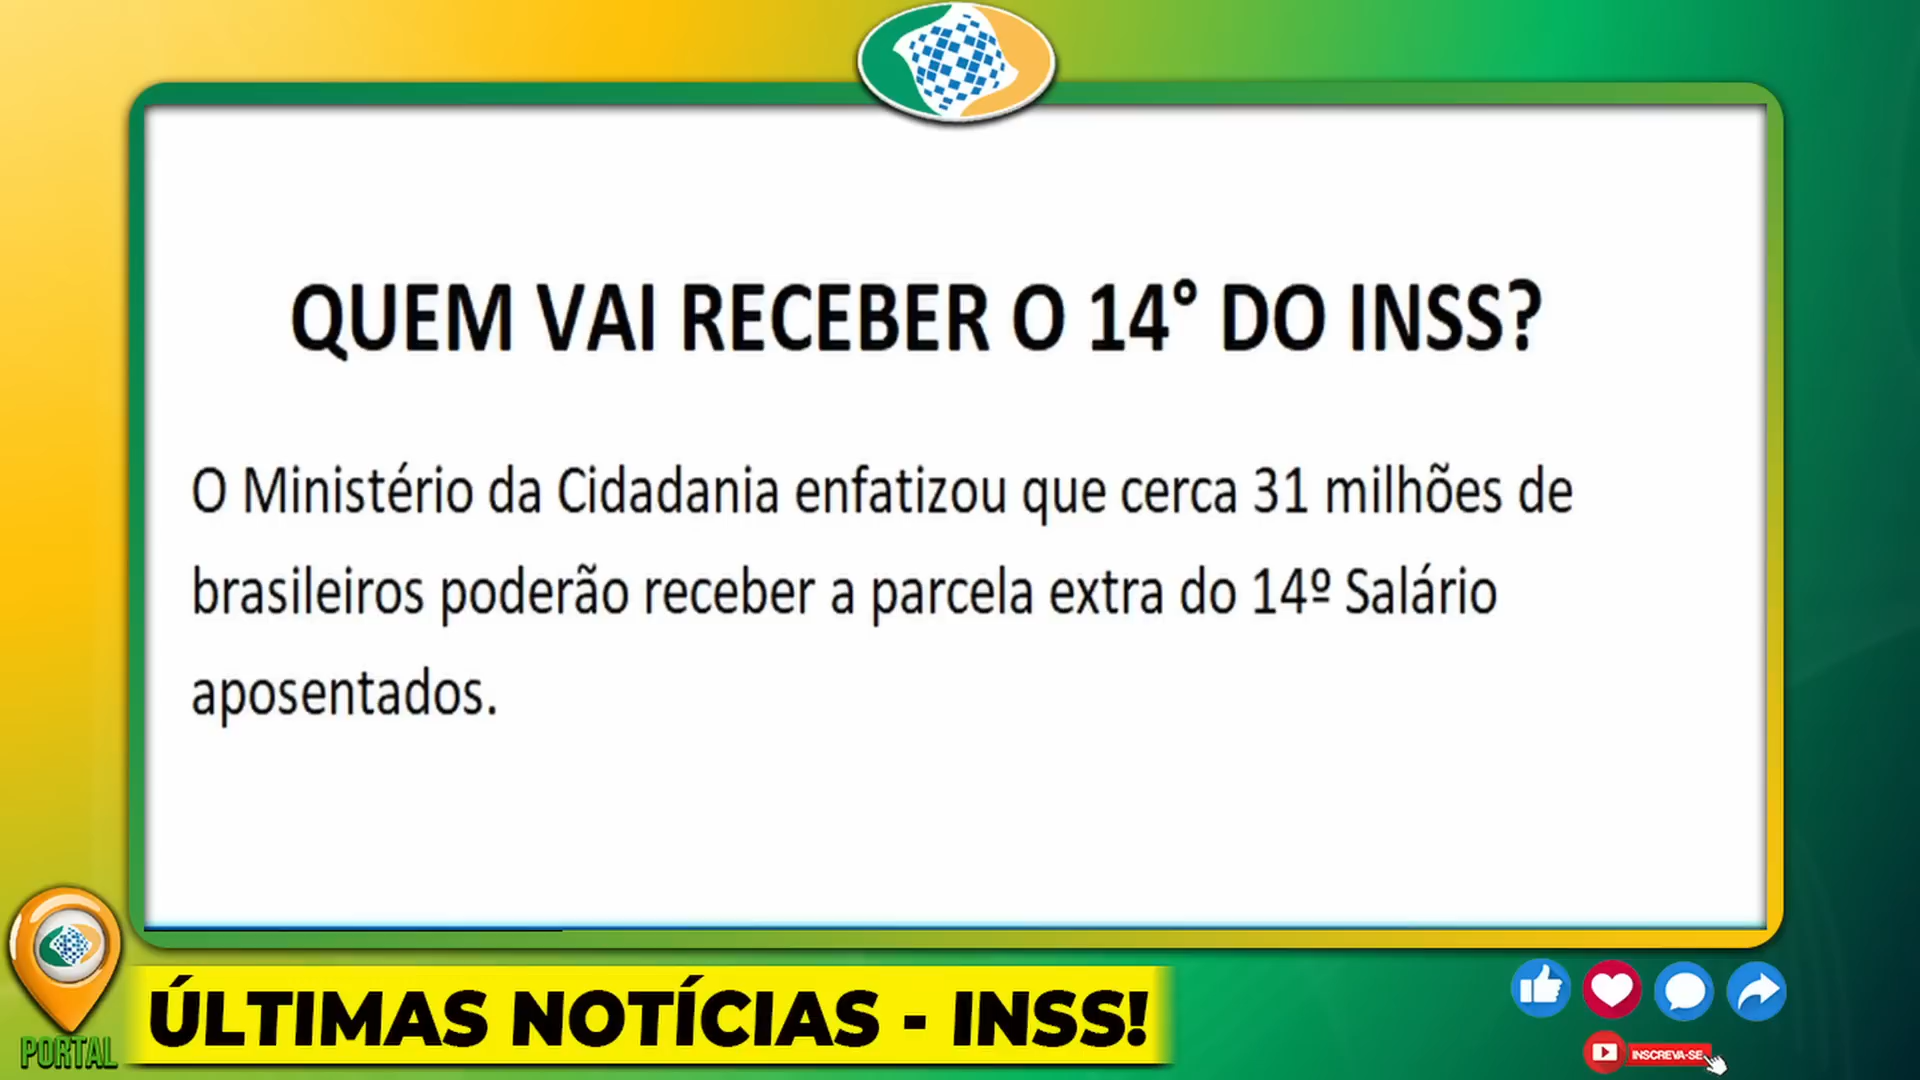 QUEM VAI RECEBER O 14° DO INSS?
O Ministério da Cidadania enfatizou que cerca 31 milhões de
brasileiros poderão receber a parcela extra do 14º Salário
aposentados.
PORTAL
ÚLTIMAS NOTÍCIAS - INSS!
INSCREVA-SE